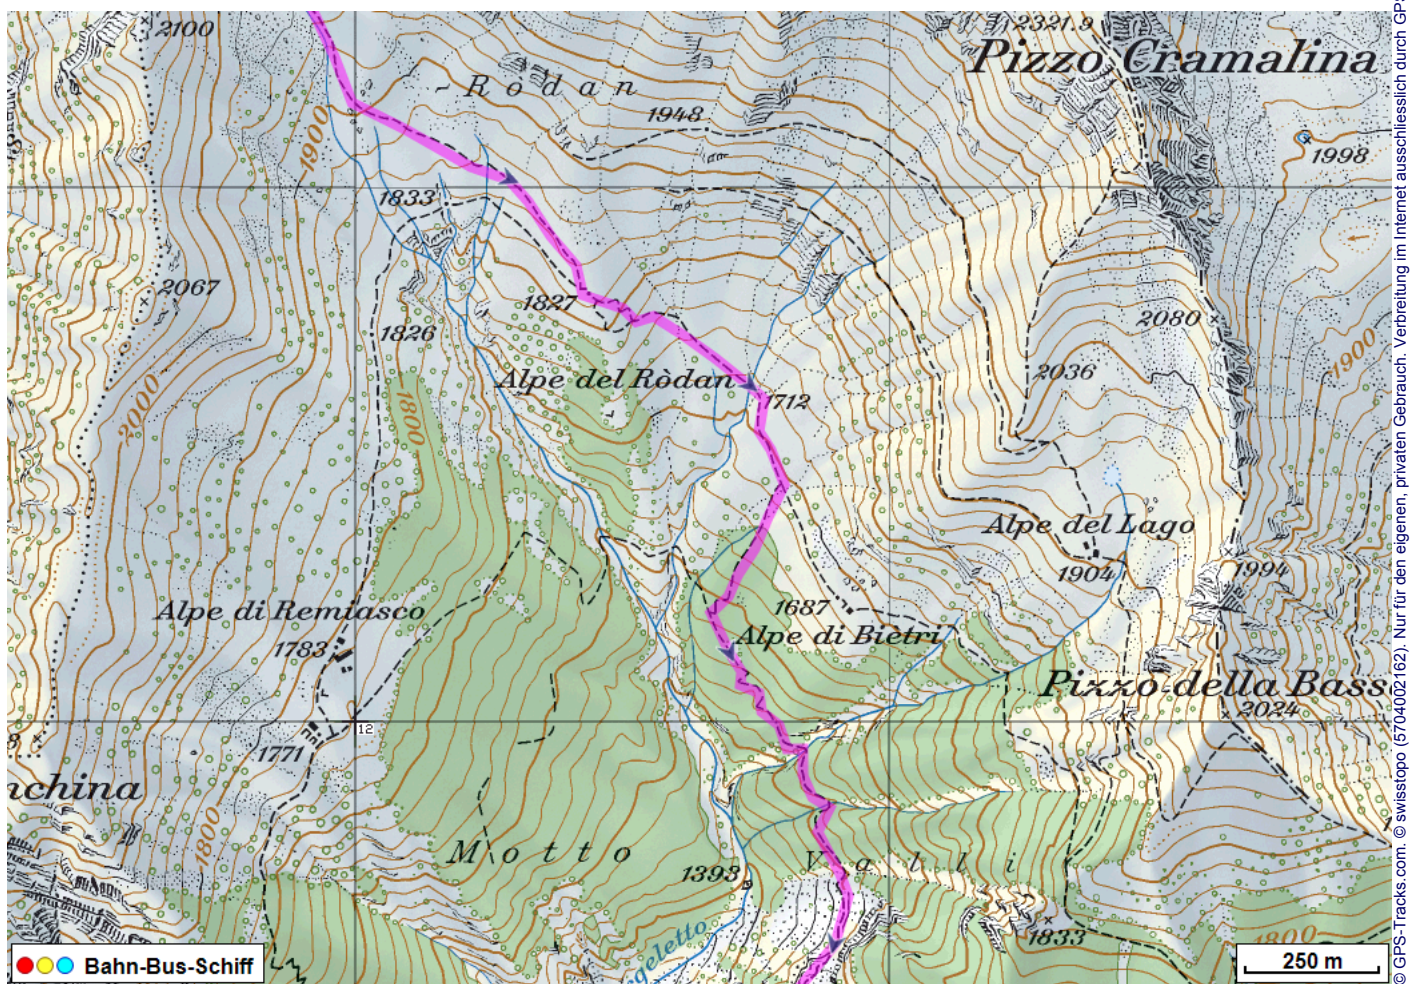 2100
2321.9
Pizzo Cramalina
Ròdan
1948
1900
1998
1833
2067
1827
1826
2080
1900
Alpe del Ròdan
2036
2000
1712
1800
Alpe del Lago
1904
1994
Alpe di Remiasco
1687
Alpe di Bietri
1783
Pizzo della Bass
2024
12
1771
nchina
1800
Motto
Valli
1393
1833
1800
geletto
Bahn-Bus-Schiff
250 m
© GPS-Tracks.com. © swisstopo (5704002162). Nur für den eigenen, privaten Gebrauch. Verbreitung im Internet ausschliesslich durch GPS